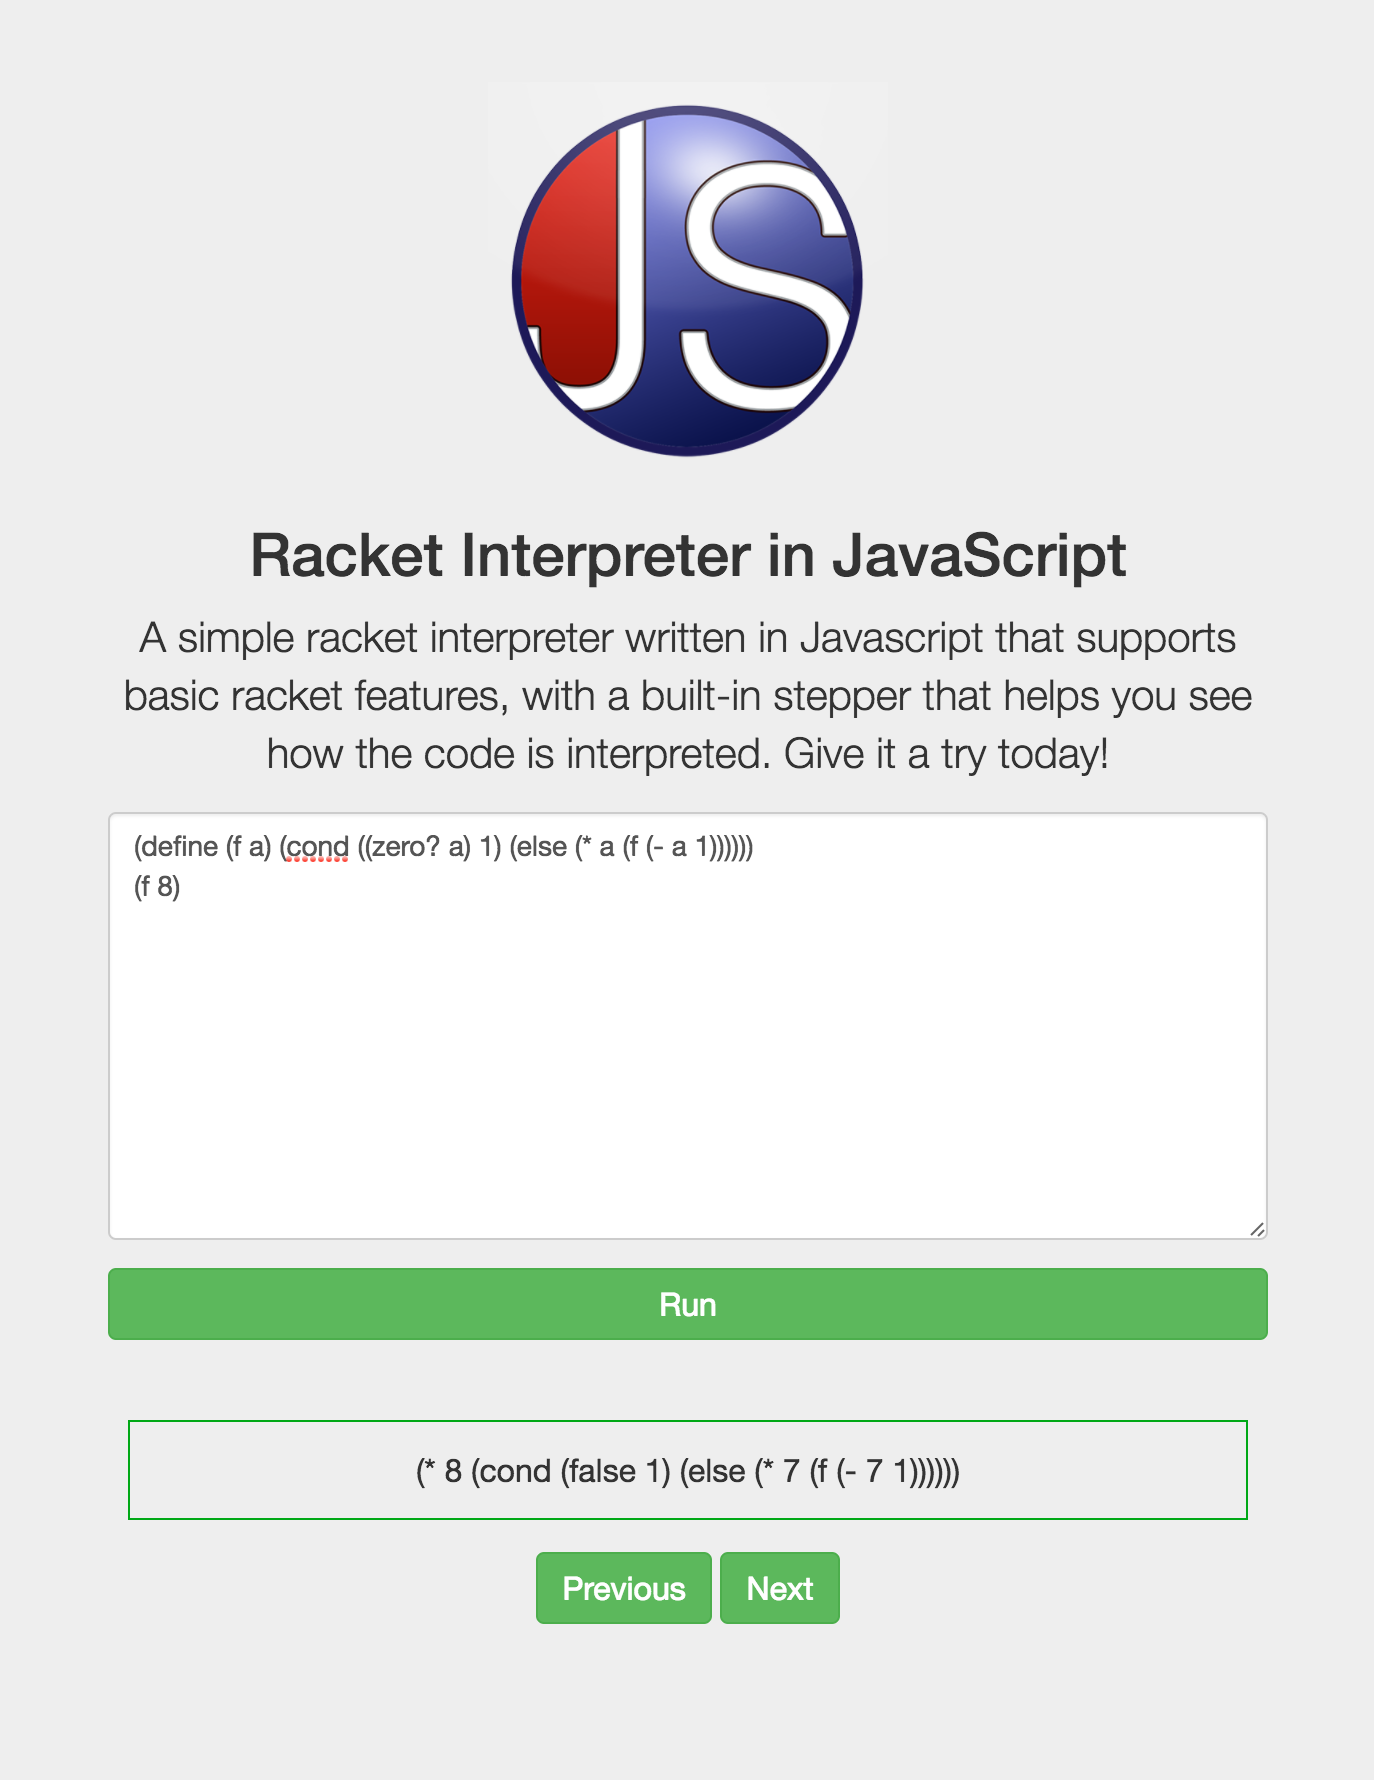 JS
Racket Interpreter in JavaScript
A simple racket interpreter written in Javascript that supports
basic racket features, with a built-in stepper that helps you see
how the code is interpreted. Give it a try today!
(define (f a) (cond ((zero? a) 1) (else (* a (f (- a 1))))))
(f 8)
Run
(* 8 (cond (false 1) (else (* 7 (f (- 7 1))))))
Previous Next